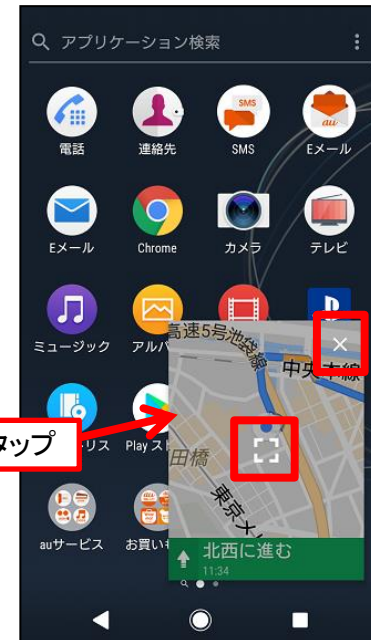 アプリケーション検索
電話
連絡先
SMS
SMS
au
Eメール
Eメール
Chrome
カメラ
テレビ
ミュージック
アルバ
高速5号池袋線
中央本線
タップ
リス
Play スト
田橋
東京メ
auサービス
お買いも
北西に進む
11:34